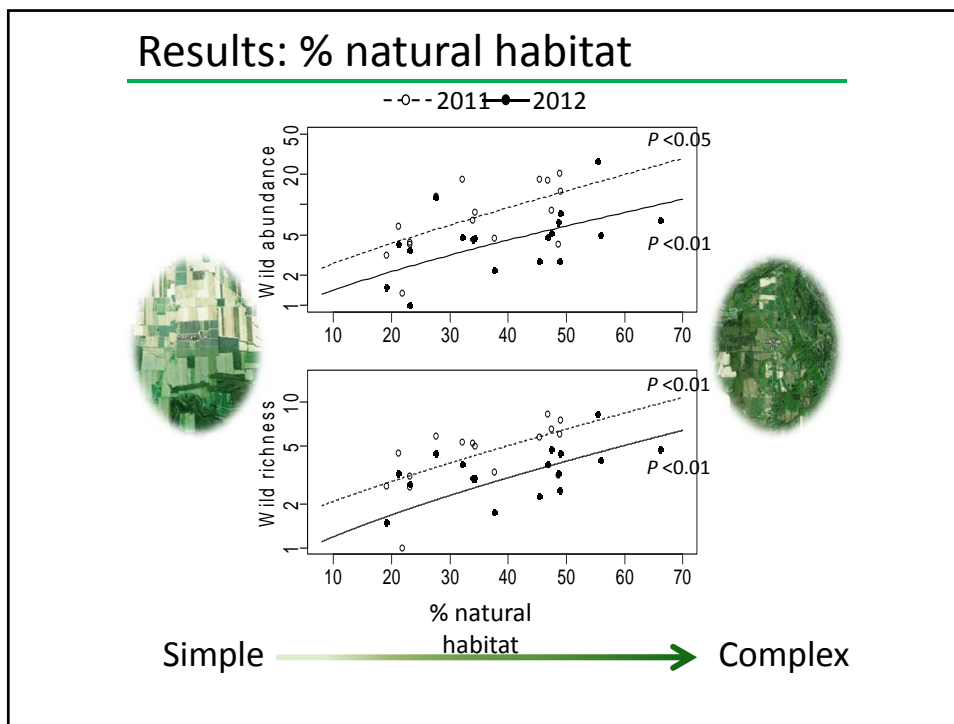 Results: % natural habitat
2011 2012
Wild abundance
50
20
5
2
1
P <0.05
P <0.01
10 20 30 40 50 60 70
Wild richness
10
5
2
1
P <0.01
P <0.01
10 20 30 40 50 60 70
% natural
habitat
Simple Complex